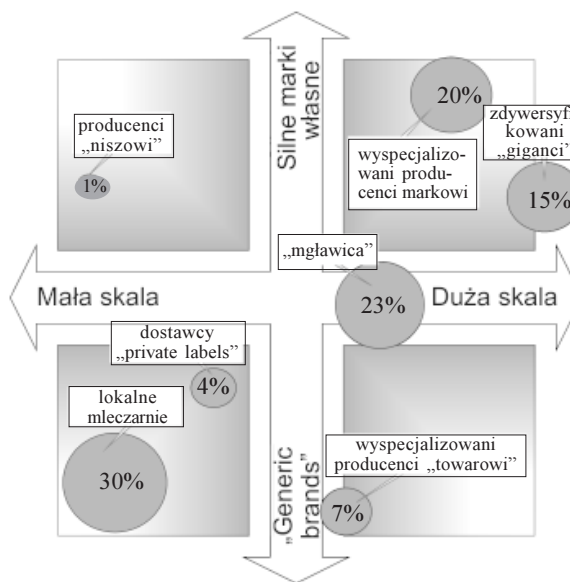 Silne marki
własne
20%
zdywersyfi
kowani
„giganci”
producenci
„niszowi”
wyspecjalizo-
wani produ-
cenci markowi
1%
15%
„mgławica”
Mała skala
Duża skala
23%
dostawcy
„private labels”
4%
lokalne
mleczarnie
30%
wyspecjalizowani
producenci „towarowi”
7%
„Generic
brands”